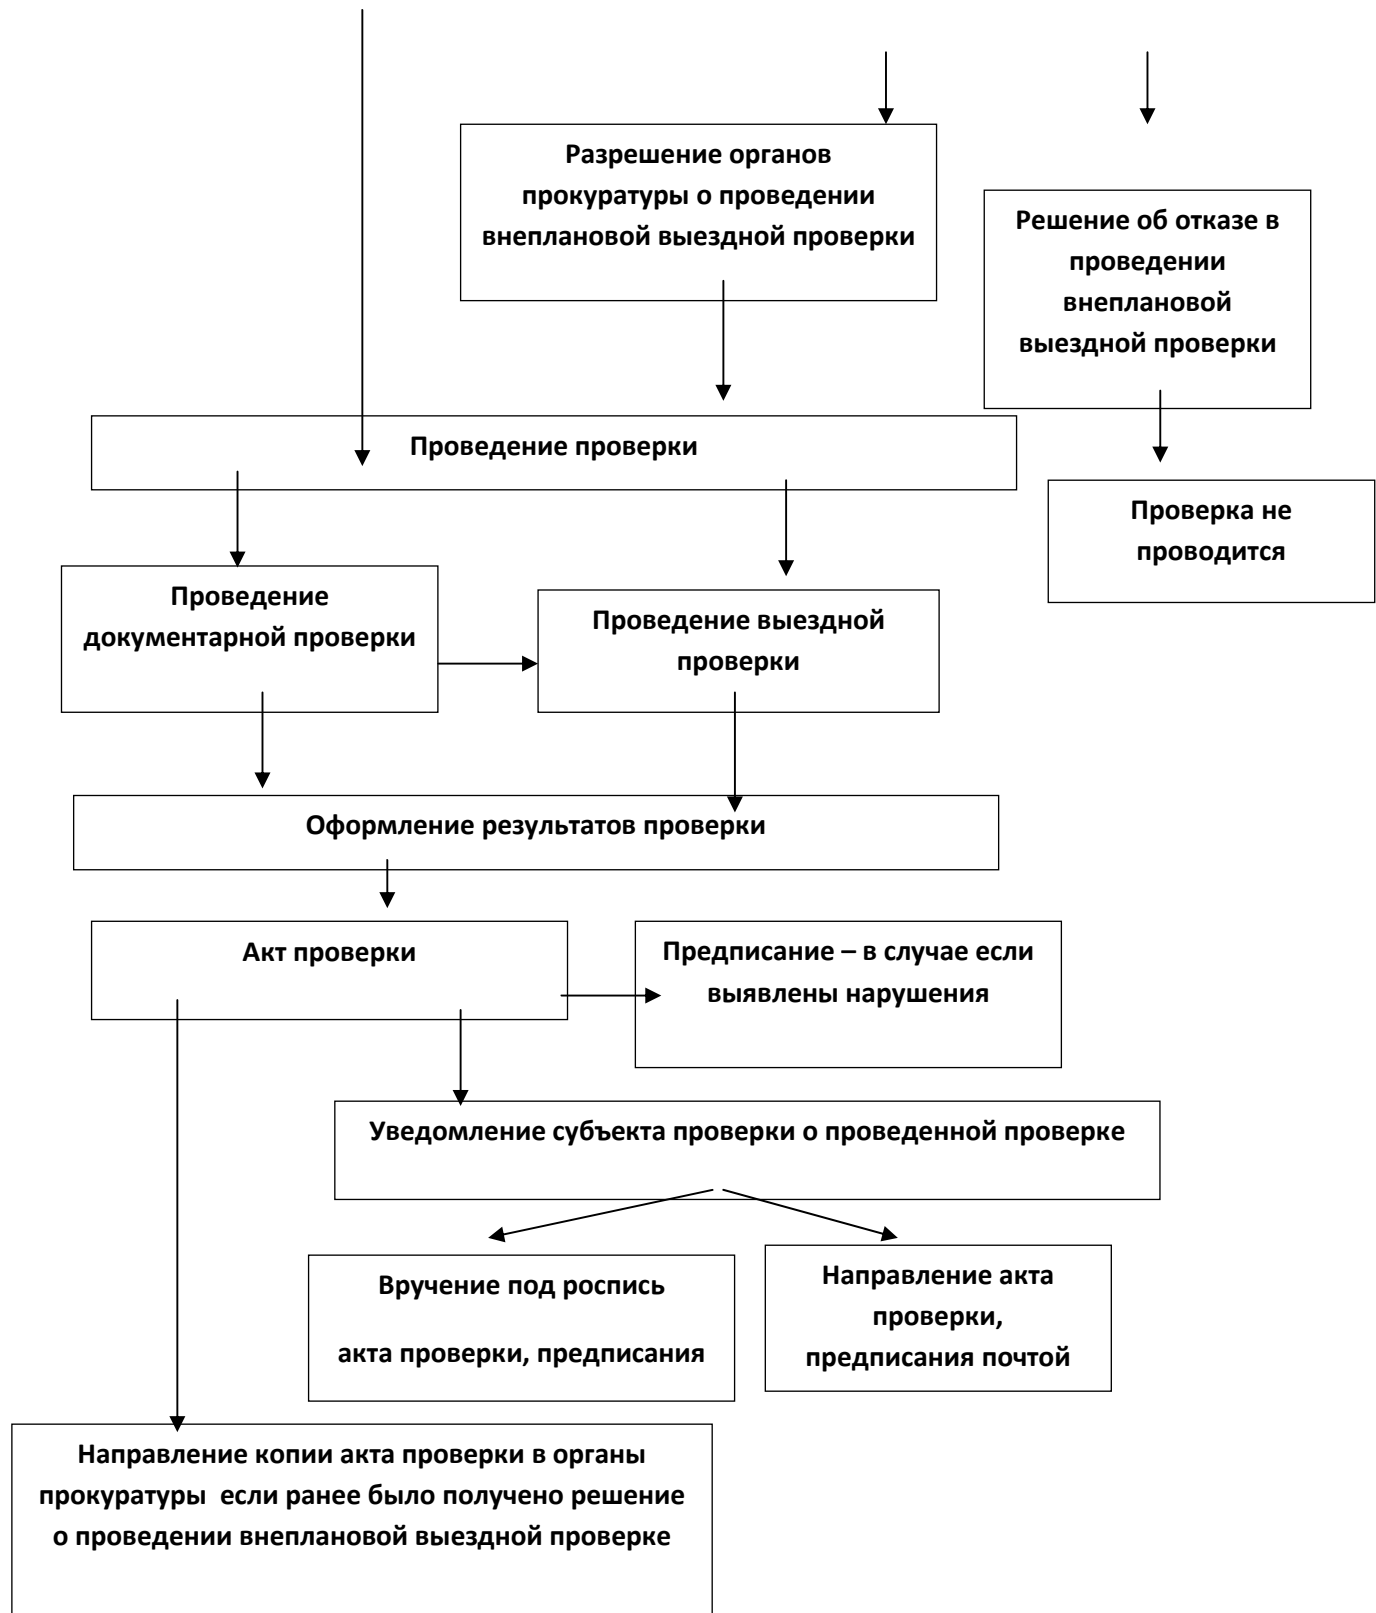 Разрешение органов
прокуратуры о проведении
внеплановой выездной проверки
Решение об отказе в
проведении
внеплановой
выездной проверки
Проведение проверки
Проверка не
проводится
Проведение
документарной проверки
Проведение выездной
проверки
Оформление результатов проверки
Акт проверки
Предписание – в случае если
выявлены нарушения
Уведомление субъекта проверки о проведенной проверке
Вручение под роспись
акта проверки, предписания
Направление акта
проверки,
предписания почтой
Направление копии акта проверки в органы
прокуратуры  если ранее было получено решение
о проведении внеплановой выездной проверке